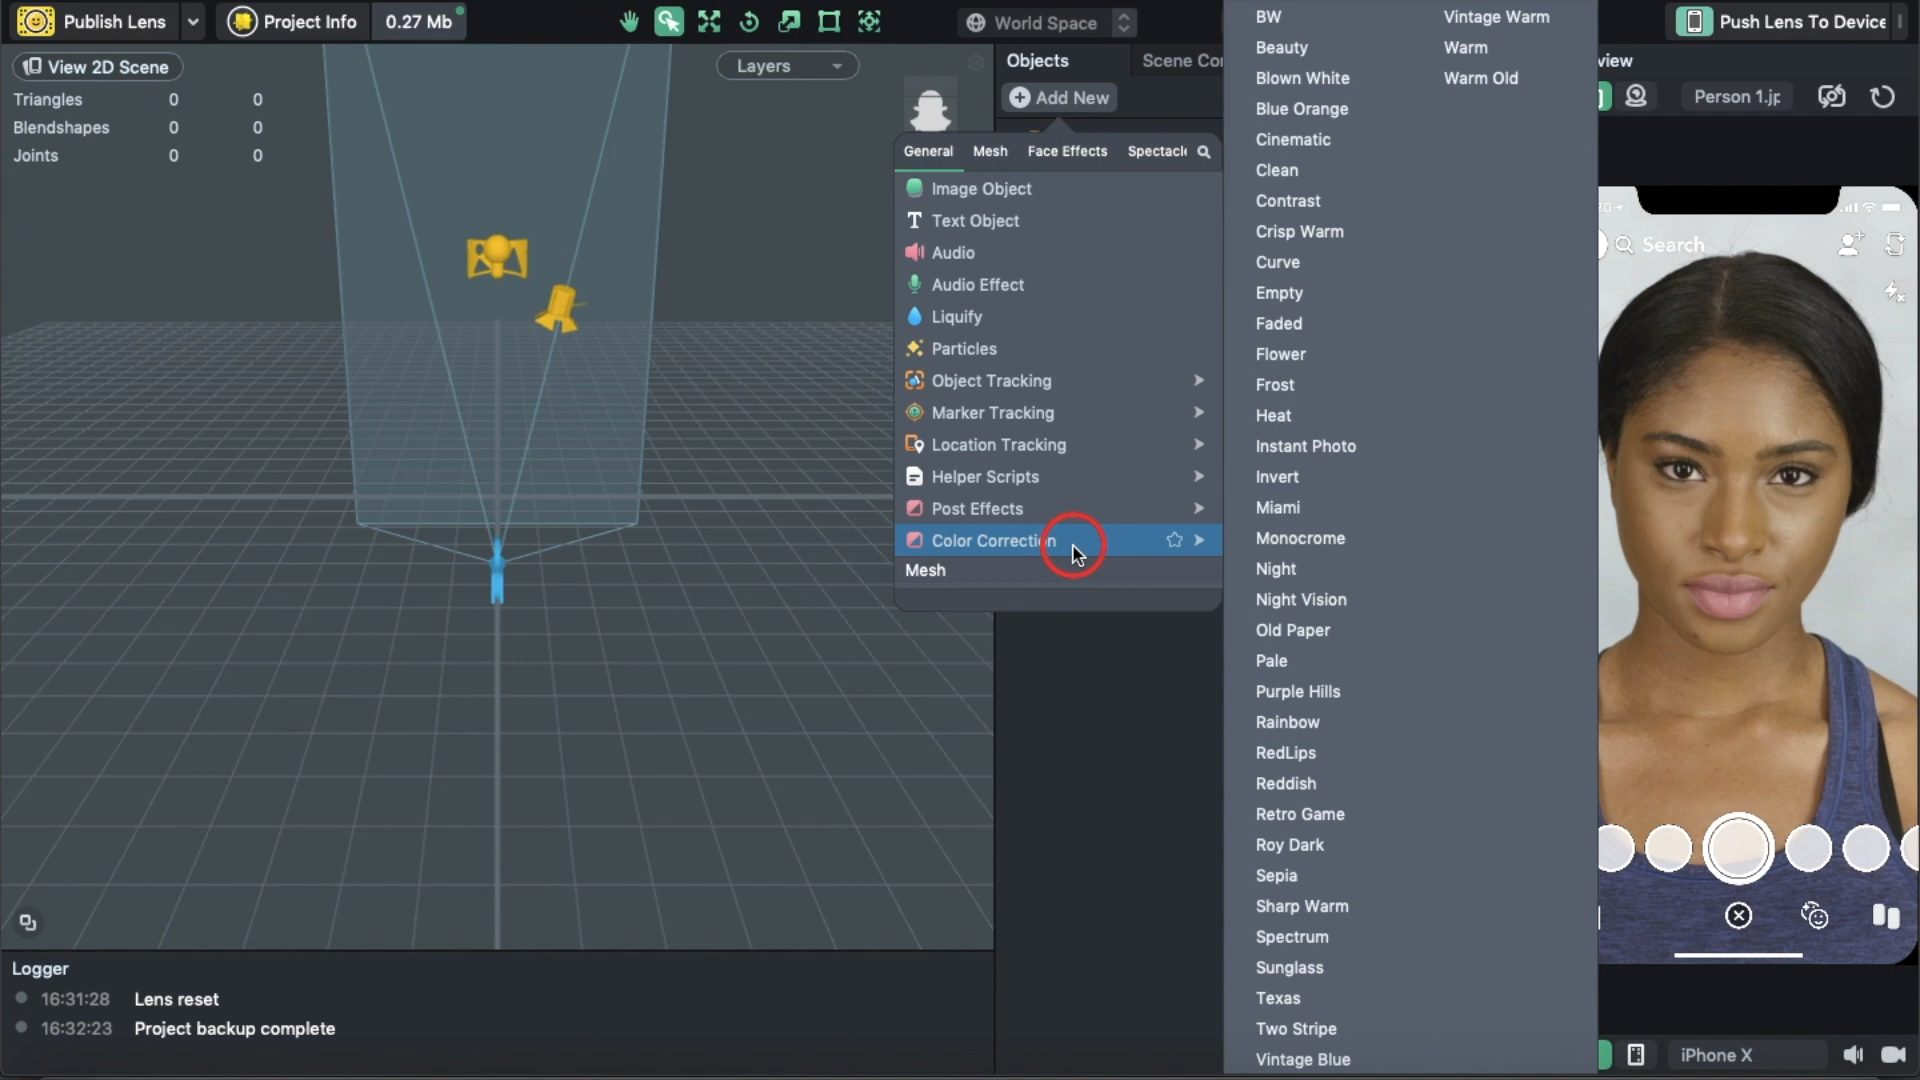 Publish Lens
Project Info
0.27 Mb
World Space
Push Lens To Device
View 2D Scene
Layers
Triangles 0 0
Blendshapes 0 0
Joints 0 0
Objects
Scene Co
Add New
General
Mesh
Face Effects
Spectacl
Image Object
Text Object
Audio
Audio Effect
Liquify
Particles
Object Tracking
Marker Tracking
Location Tracking
Helper Scripts
Post Effects
Color Correction
Mesh
BW
Beauty
Blown White
Blue Orange
Cinematic
Clean
Contrast
Crisp Warm
Curve
Empty
Faded
Flower
Frost
Heat
Instant Photo
Invert
Miami
Monocrome
Night
Night Vision
Old Paper
Pale
Purple Hills
Rainbow
RedLips
Reddish
Retro Game
Roy Dark
Sepia
Sharp Warm
Spectrum
Sunglass
Texas
Two Stripe
Vintage Blue
Vintage Warm
Warm
Warm Old
view
Person 1.jp
Search
iPhone X
Logger
16:31:28 Lens reset
16:32:23 Project backup complete